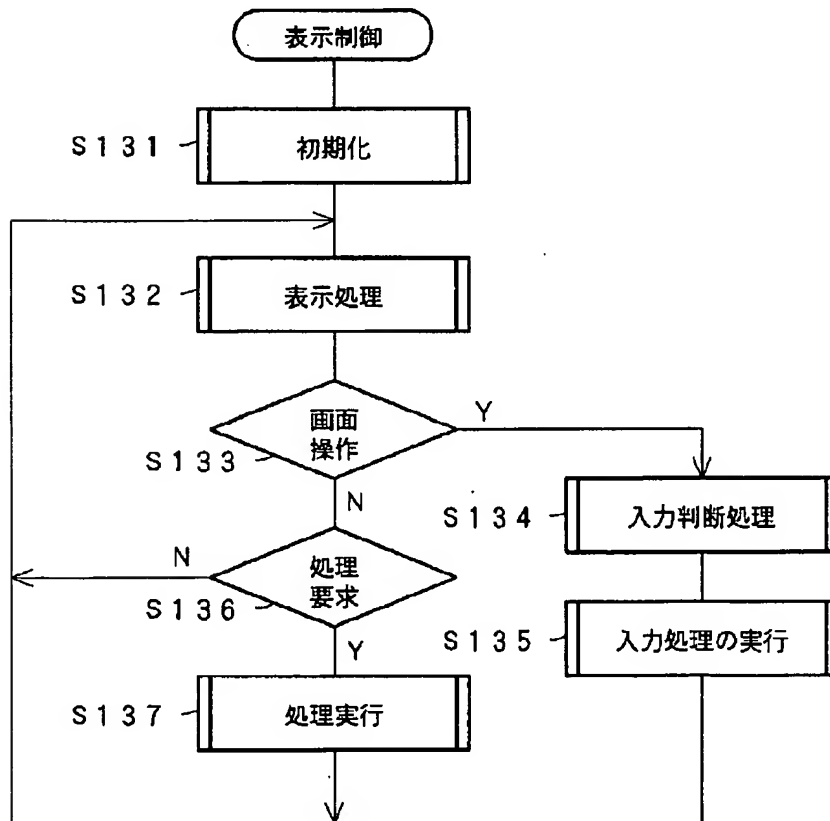 表示制御
S131
初期化
S132
表示処理
画面
操作
Y
S133
N
S134
入力判断処理
N
処理
要求
S136
Y
S135
入力処理の実行
S137
処理実行